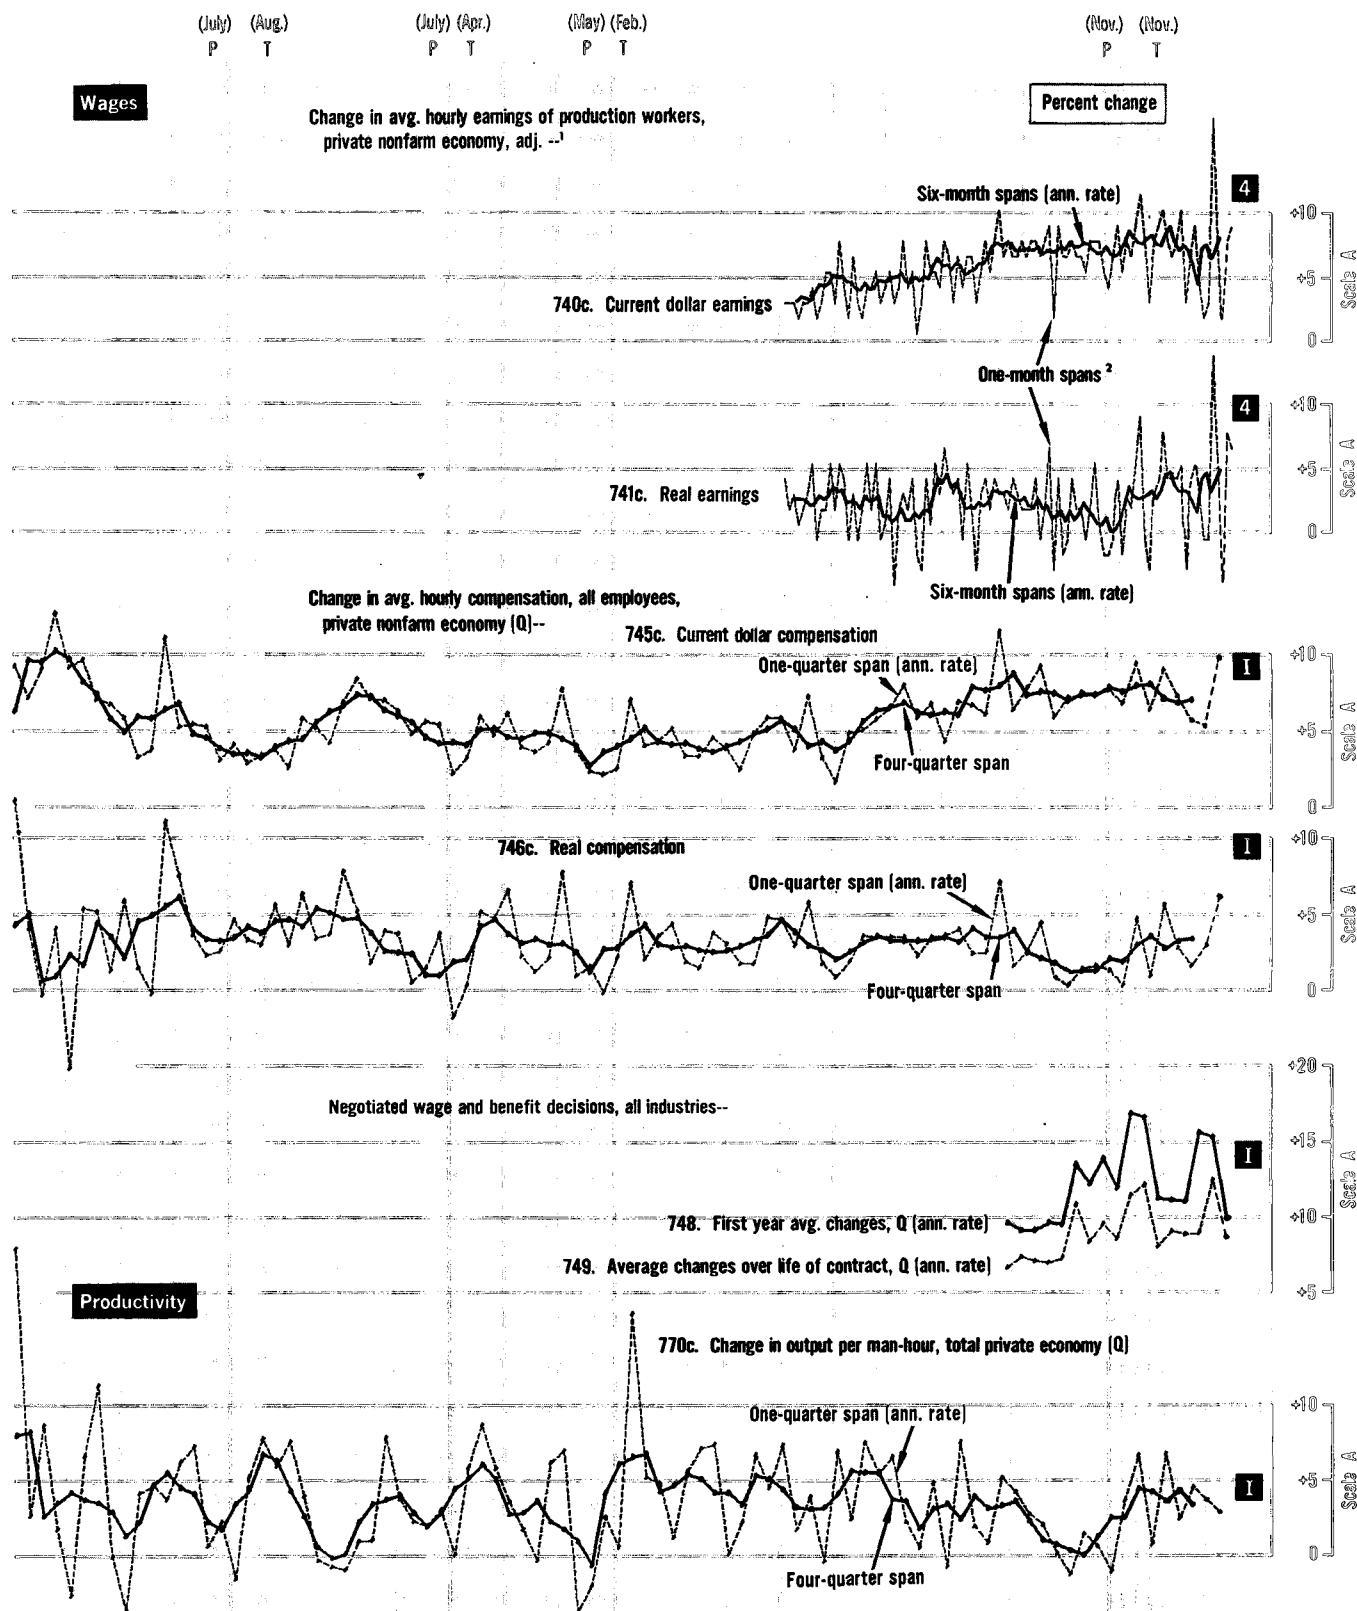 (July) (Aug.) (July) (Apr.) (May) (Feb.) (Nov.) (Nov.)
P T P T P T P T
Wages
Percent change
Change in avg. hourly earnings of production workers,
private nonfarm economy, adj. --¹
4
Six-month spans (ann. rate)
+10
+5
740c. Current dollar earnings
0
Scale A
One-month spans ²
4
+10
+5
741c. Real earnings
0
Scale A
Six-month spans (ann. rate)
Change in avg. hourly compensation, all employees,
private nonfarm economy (Q)--
745c. Current dollar compensation
One-quarter span (ann. rate)
+10
I
+5
Four-quarter span
0
Scale A
746c. Real compensation
+10
I
One-quarter span (ann. rate)
+5
Four-quarter span
0
Scale A
+20
Negotiated wage and benefit decisions, all industries--
+15
I
748. First year avg. changes, Q (ann. rate)
+10
749. Average changes over life of contract, Q (ann. rate)
+5
Scale A
Productivity
770c. Change in output per man-hour, total private economy (Q)
+10
One-quarter span (ann. rate)
+5
I
0
Scale A
Four-quarter span